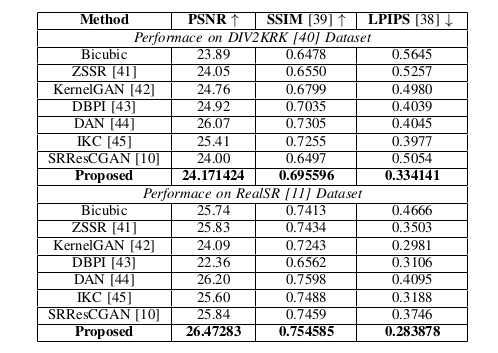 Method PSNR ↑ SSIM [39] ↑ LPIPS [38] ↓
Performace on DIV2KRK [40] Dataset
Bicubic 23.89 0.6478 0.5645
ZSSR [41] 24.05 0.6550 0.5257
KernelGAN [42] 24.76 0.6799 0.4980
DBPI [43] 24.92 0.7035 0.4039
DAN [44] 26.07 0.7305 0.4045
IKC [45] 25.41 0.7255 0.3977
SRResCGAN [10] 24.00 0.6497 0.5054
Proposed 24.171424 0.695596 0.334141
Performace on RealSR [11] Dataset
Bicubic 25.74 0.7413 0.4666
ZSSR [41] 25.83 0.7434 0.3503
KernelGAN [42] 24.09 0.7243 0.2981
DBPI [43] 22.36 0.6562 0.3106
DAN [44] 26.20 0.7598 0.4095
IKC [45] 25.60 0.7488 0.3188
SRResCGAN [10] 25.84 0.7459 0.3746
Proposed 26.47283 0.754585 0.283878